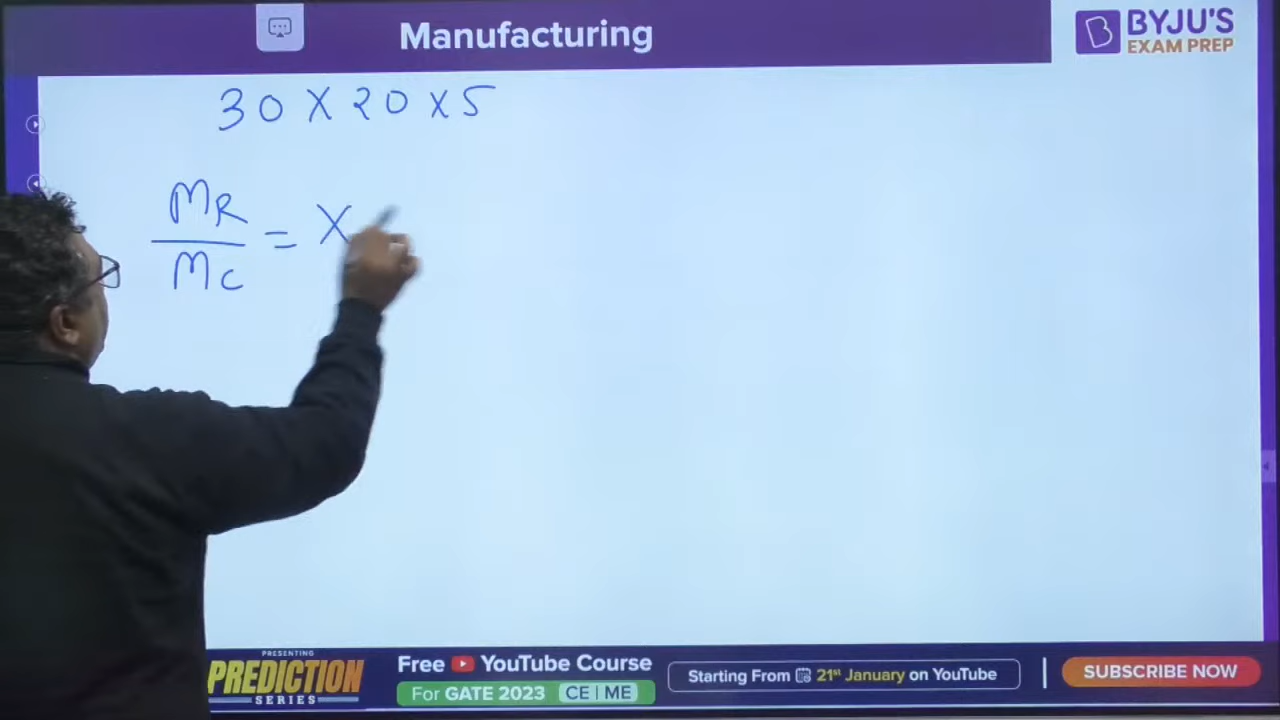 Manufacturing
BYJU'S
EXAM PREP
30 X 20 X 5
MR
MC
= X
PRESENTING
PREDICTION
SERIES
Free YouTube Course
For GATE 2023 CE | ME
Starting From 21st January on YouTube
SUBSCRIBE NOW